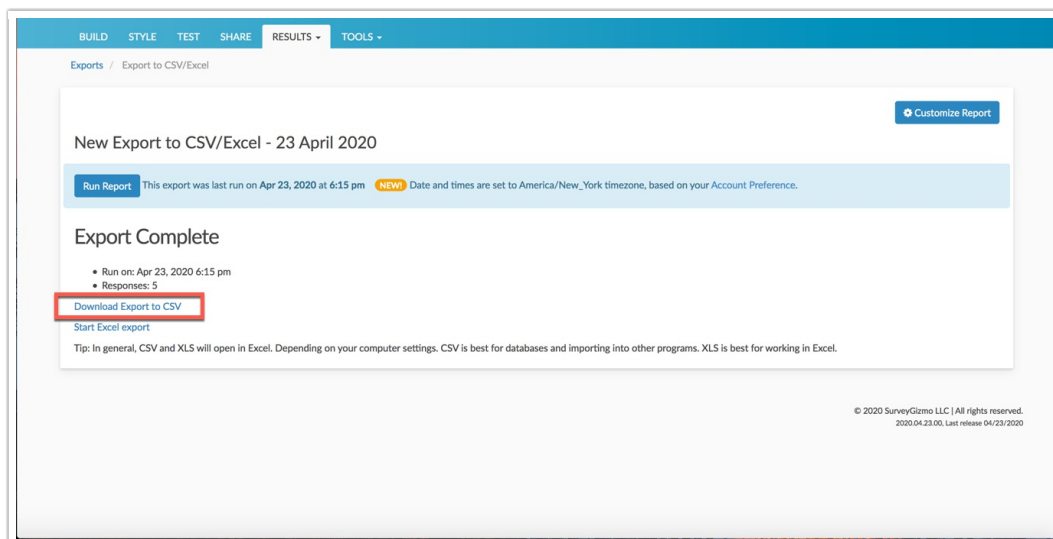 BUILD STYLE TEST SHARE RESULTS TOOLS
Exports / Export to CSV/Excel
Customize Report
New Export to CSV/Excel - 23 April 2020
Run Report This export was last run on Apr 23, 2020 at 6:15 pm NEW! Date and times are set to America/New_York timezone, based on your Account Preference.
Export Complete
• Run on: Apr 23, 2020 6:15 pm
• Responses: 5
Download Export to CSV
Start Excel export
Tip: In general, CSV and XLS will open in Excel. Depending on your computer settings. CSV is best for databases and importing into other programs. XLS is best for working in Excel.
© 2020 SurveyGizmo LLC | All rights reserved.
2020.04.23.00, Last release 04/23/2020